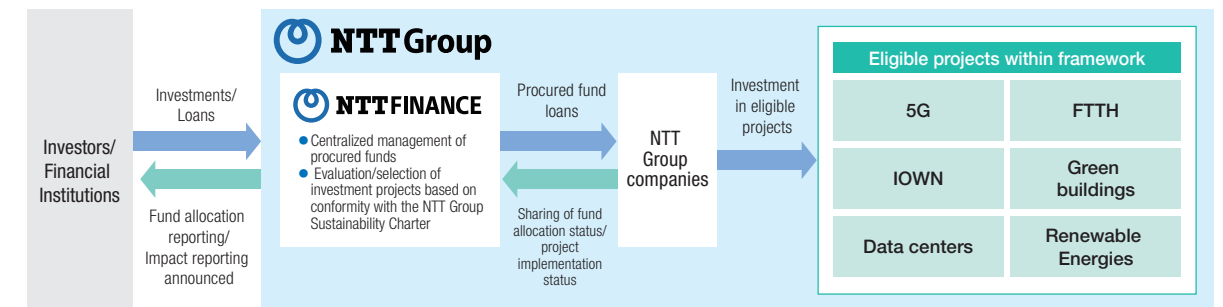 Investors/
Financial
Institutions
Investments/
Loans
Fund allocation
reporting/
Impact reporting
announced
NTT Group
NTT FINANCE
● Centralized management of
procured funds
● Evaluation/selection of
investment projects based on
conformity with the NTT Group
Sustainability Charter
Procured fund
loans
Sharing of fund
allocation status/
project
implementation
status
NTT
Group
companies
Investment
in eligible
projects
Eligible projects within framework
5G
FTTH
IOWN
Green
buildings
Data centers
Renewable
Energies